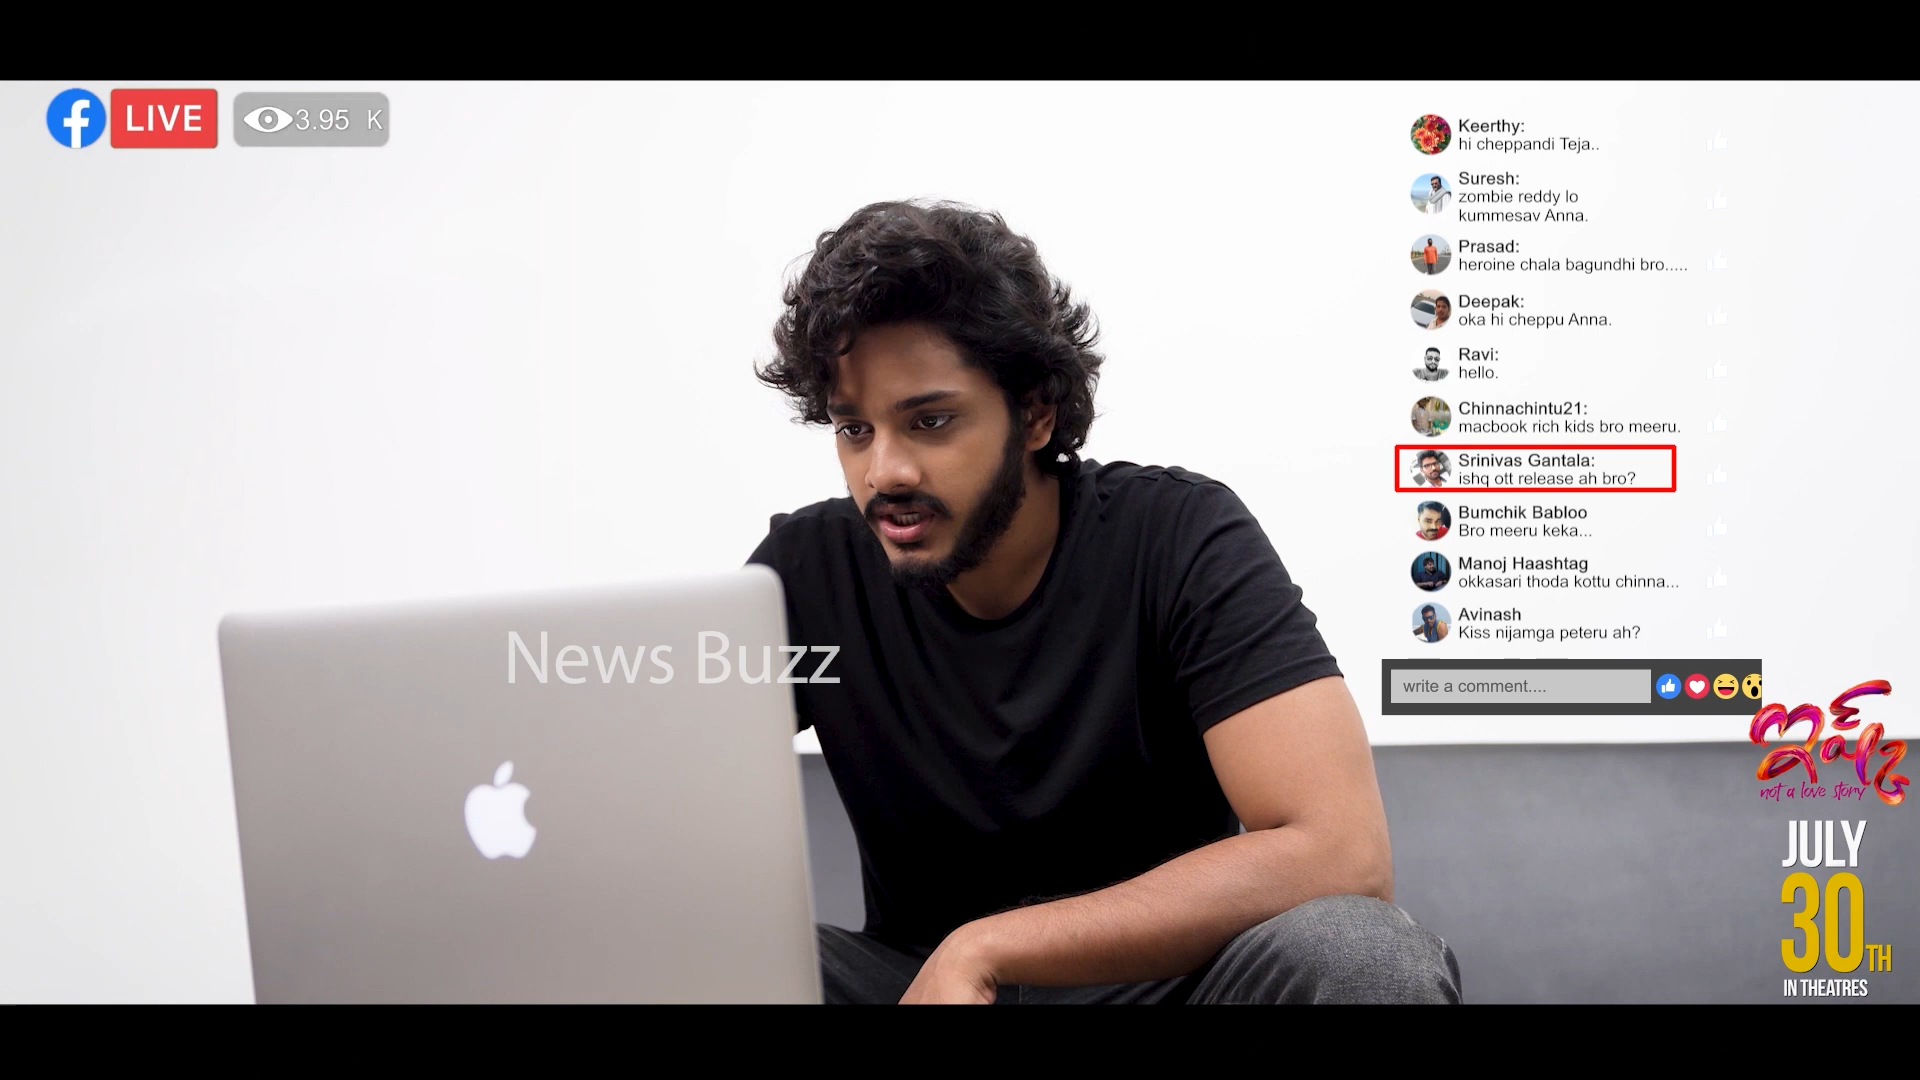 LIVE
3.95 K
Keerthy:
hi cheppandi Teja..
Suresh:
zombie reddy lo
kummesav Anna.
Prasad:
heroine chala bagundhi bro.....
Deepak:
oka hi cheppu Anna.
Ravi:
hello.
Chinnachintu21:
macbook rich kids bro meeru.
Srinivas Gantala:
ishq ott release ah bro?
Bumchik Babloo
Bro meeru keka...
Manoj Haashtag
okkasari thoda kottu chinna...
Avinash
Kiss nijamga peteru ah?
write a comment....
News Buzz
ఇష్క్
not a love story
JULY
30TH
IN THEATRES